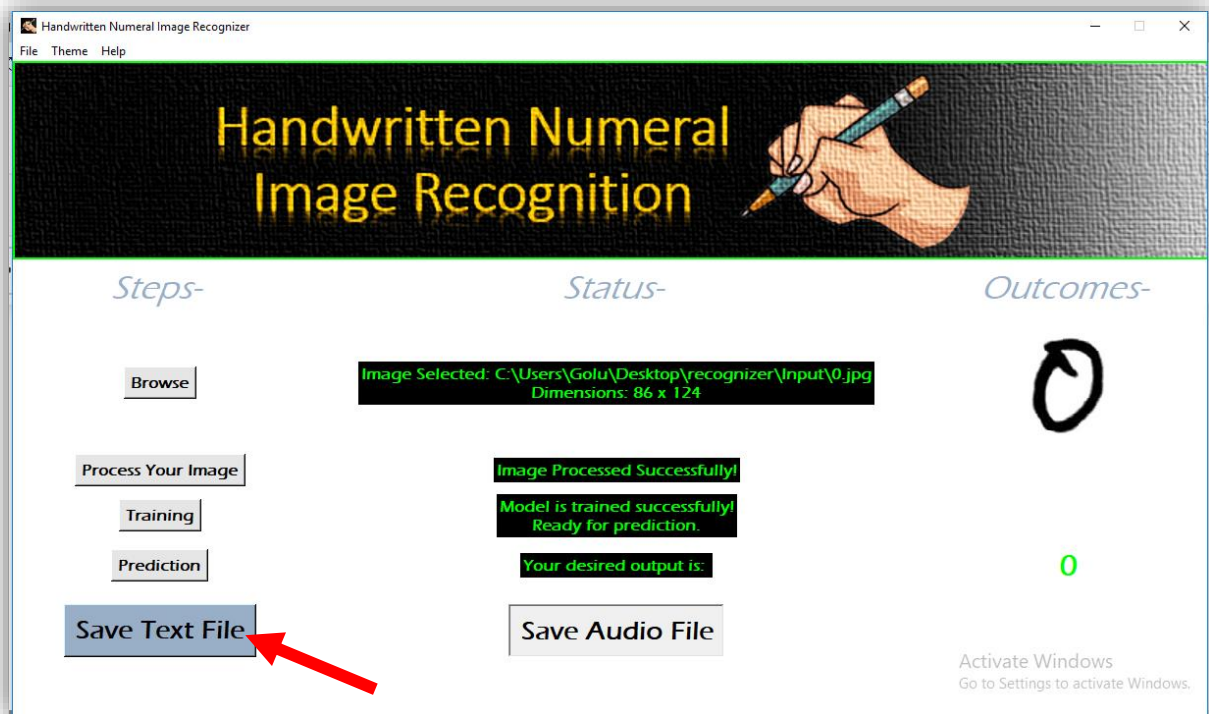 Handwritten Numeral Image Recognizer
File Theme Help
Handwritten Numeral
Image Recognition
Steps- Status- Outcomes-
Browse
Image Selected: C:\Users\Golu\Desktop\recognizer\Input\0.jpg
Dimensions: 86 x 124
0
Process Your Image
Image Processed Successfully!
Training
Model is trained successfully!
Ready for prediction.
Prediction
Your desired output is:
0
Save Text File
Save Audio File
Activate Windows
Go to Settings to activate Windows.